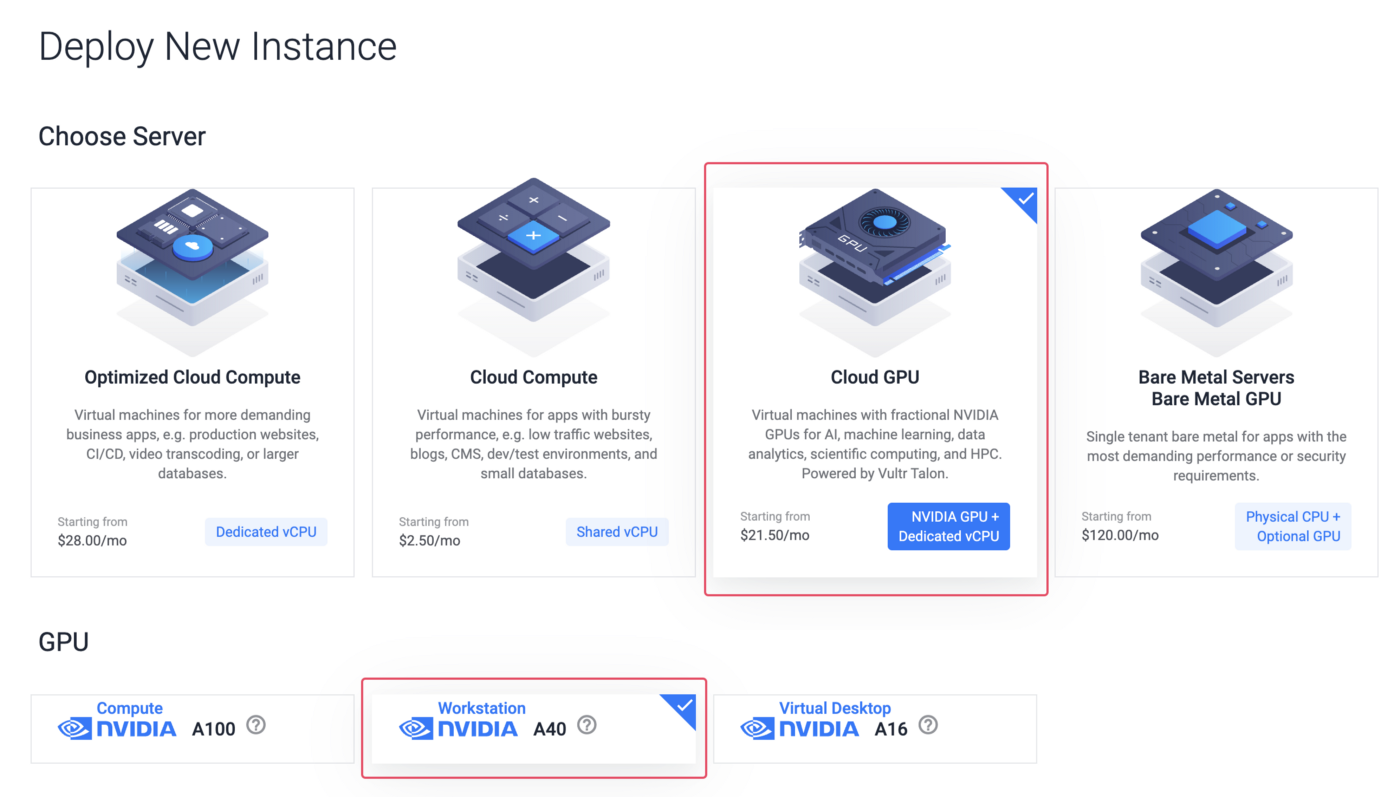 Deploy New Instance
Choose Server
GPU
Optimized Cloud Compute
Virtual machines for more demanding
business apps, e.g. production websites,
CI/CD, video transcoding, or larger
databases.
Starting from
$28.00/mo
Dedicated vCPU
Cloud Compute
Virtual machines for apps with bursty
performance, e.g. low traffic websites,
blogs, CMS, dev/test environments, and
small databases.
Starting from
$2.50/mo
Shared vCPU
Cloud GPU
Virtual machines with fractional NVIDIA
GPUs for AI, machine learning, data
analytics, scientific computing, and HPC.
Powered by Vultr Talon.
Starting from
$21.50/mo
NVIDIA GPU +
Dedicated vCPU
Bare Metal Servers
Bare Metal GPU
Single tenant bare metal for apps with the
most demanding performance or security
requirements.
Starting from
$120.00/mo
Physical CPU +
Optional GPU
GPU
Compute
NVIDIA A100 ?
Workstation
NVIDIA A40 ?
Virtual Desktop
NVIDIA A16 ?